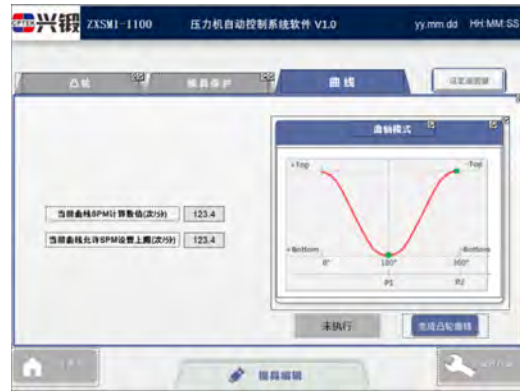 兴锻 ZXSM1-1100 压力机自动控制系统软件 V1.0 yy.mm.dd HH:MM:SS
凸轮 模具保护 曲线
曲轴模式
+Top -Top
当前曲线SPM计算数值(次/分) 123.4
当前曲线允许SPM设置上限(次/分) 123.4
+Bottom -Bottom
0° 180° 360°
P1 P2
未执行 生成凸轮曲线
模具编辑